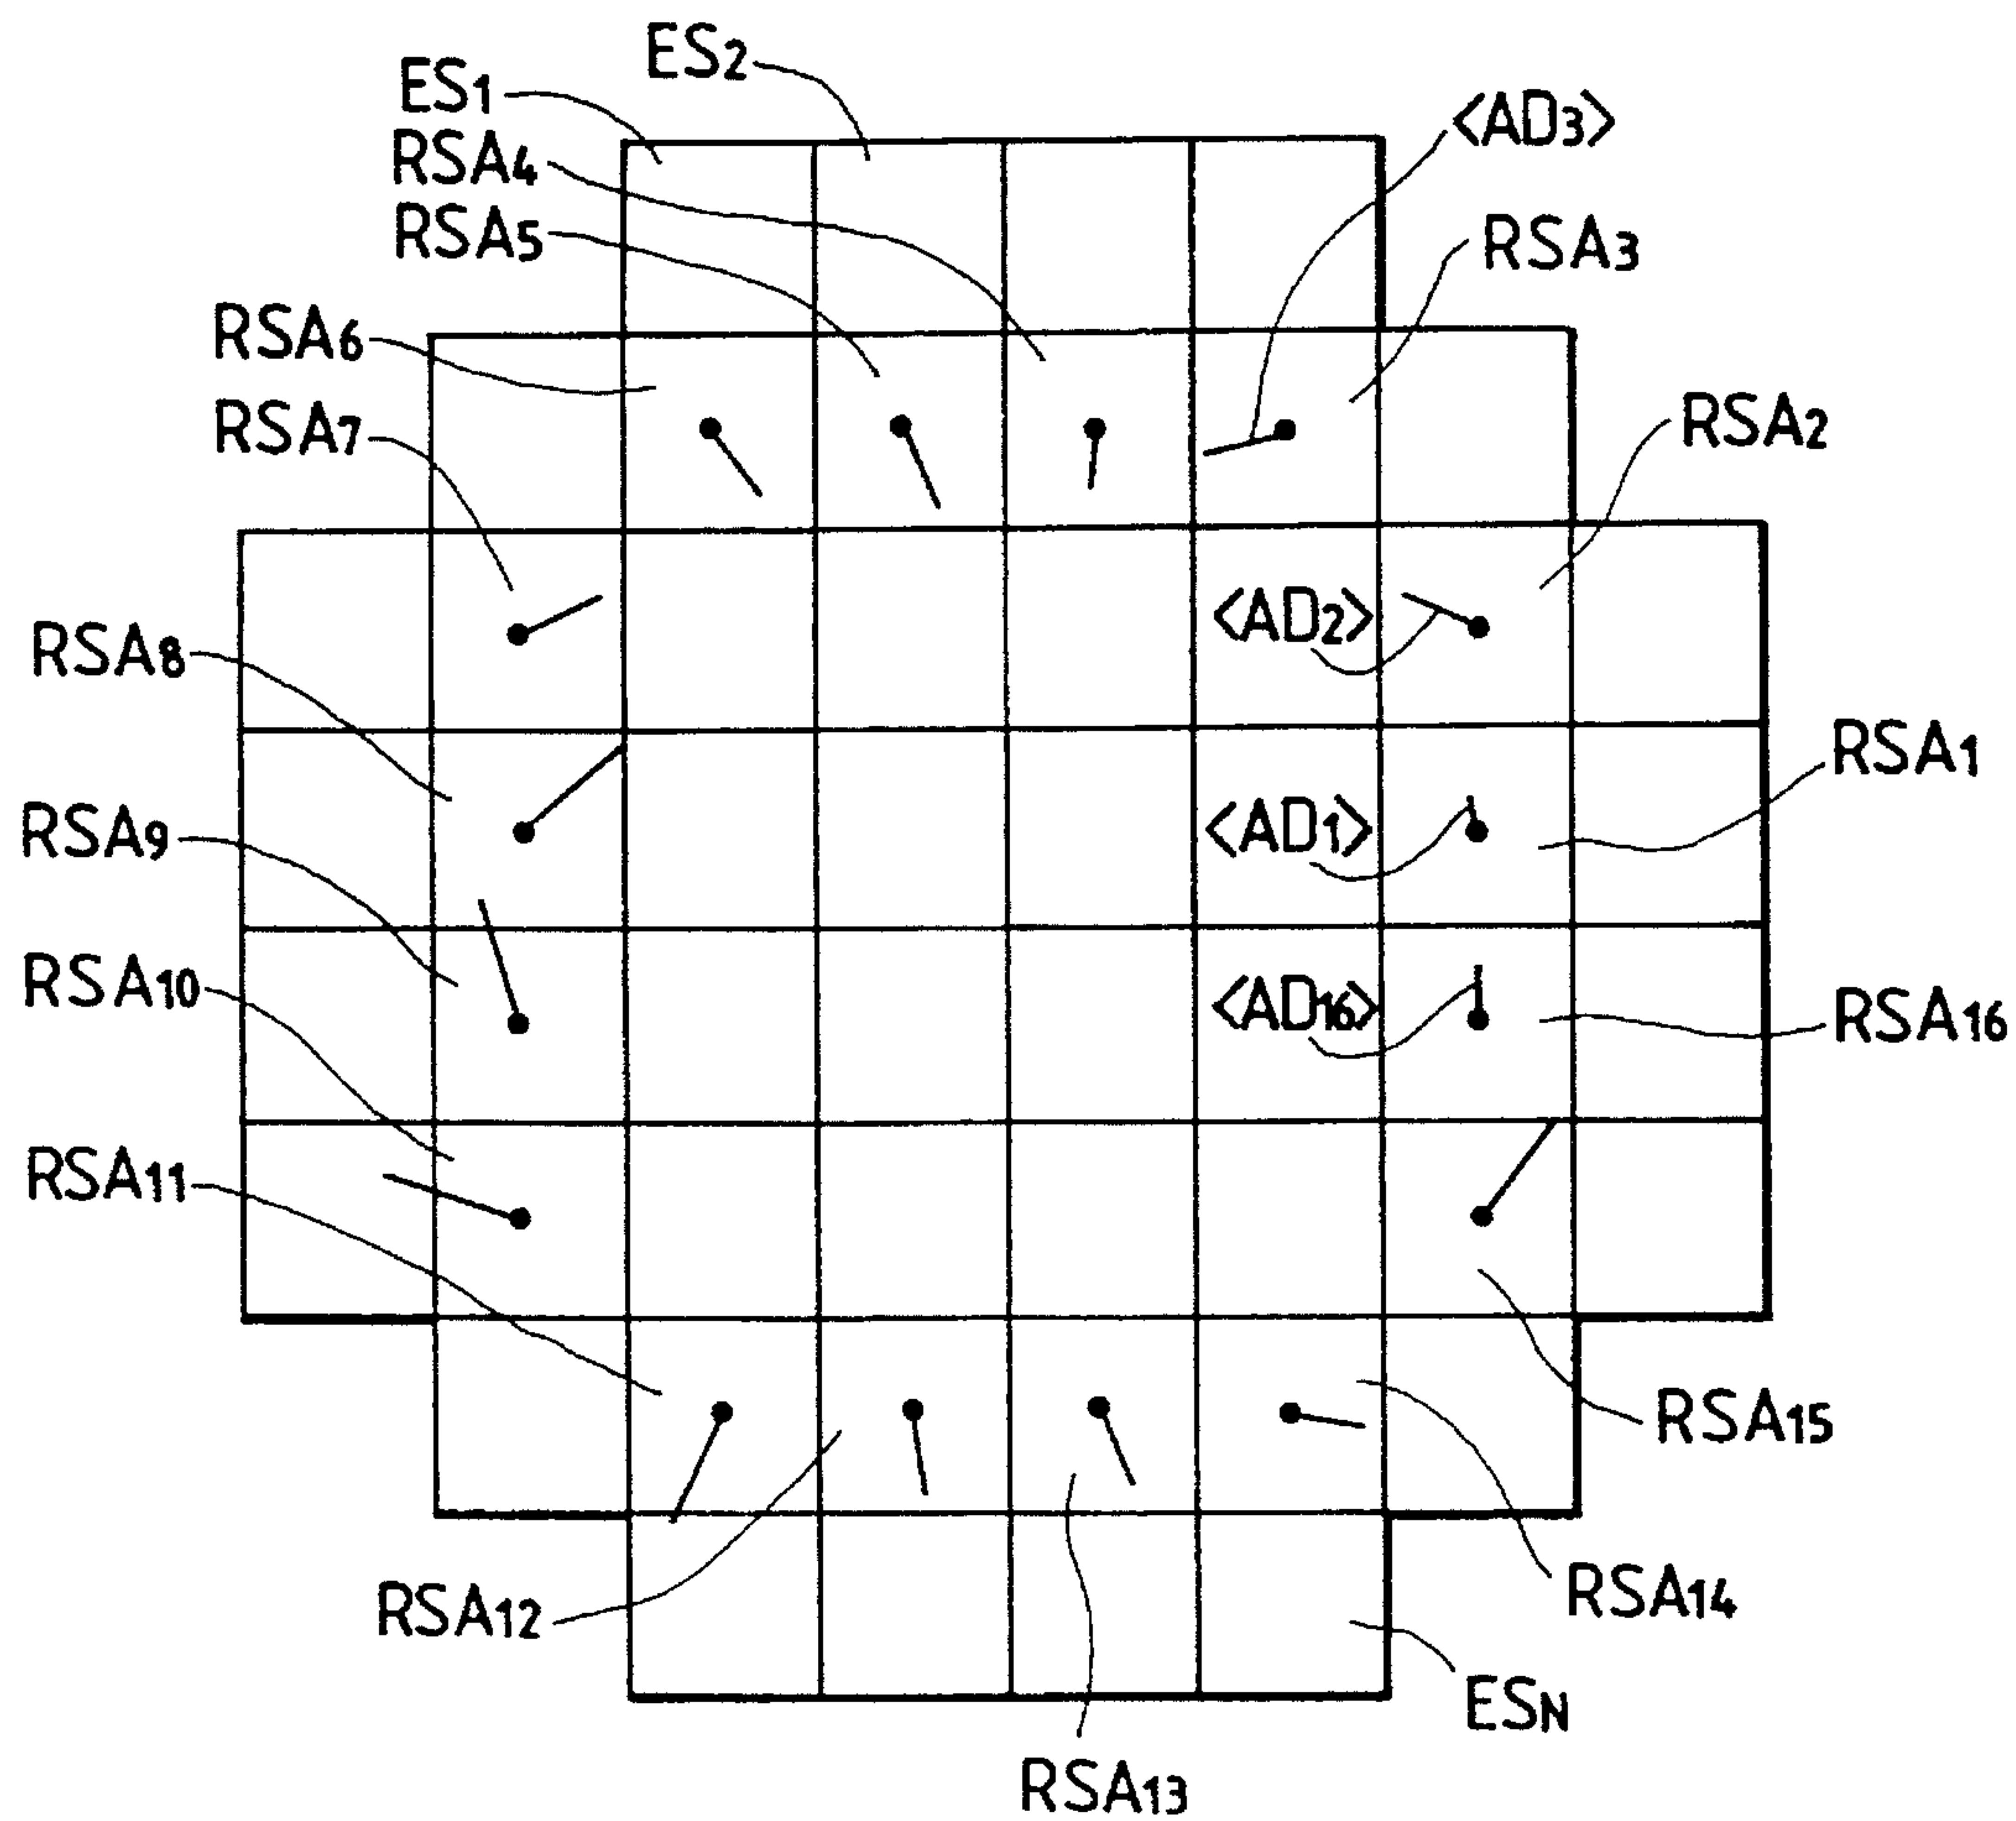 ES2
ES1
<AD3>
RSA4
RSA5
RSA3
RSA6
RSA2
RSA7
<AD2>
RSA8
RSA1
<AD1>
RSA9
RSA10
<AD16>
RSA16
RSA11
RSA15
RSA12
RSA14
ESN
RSA13